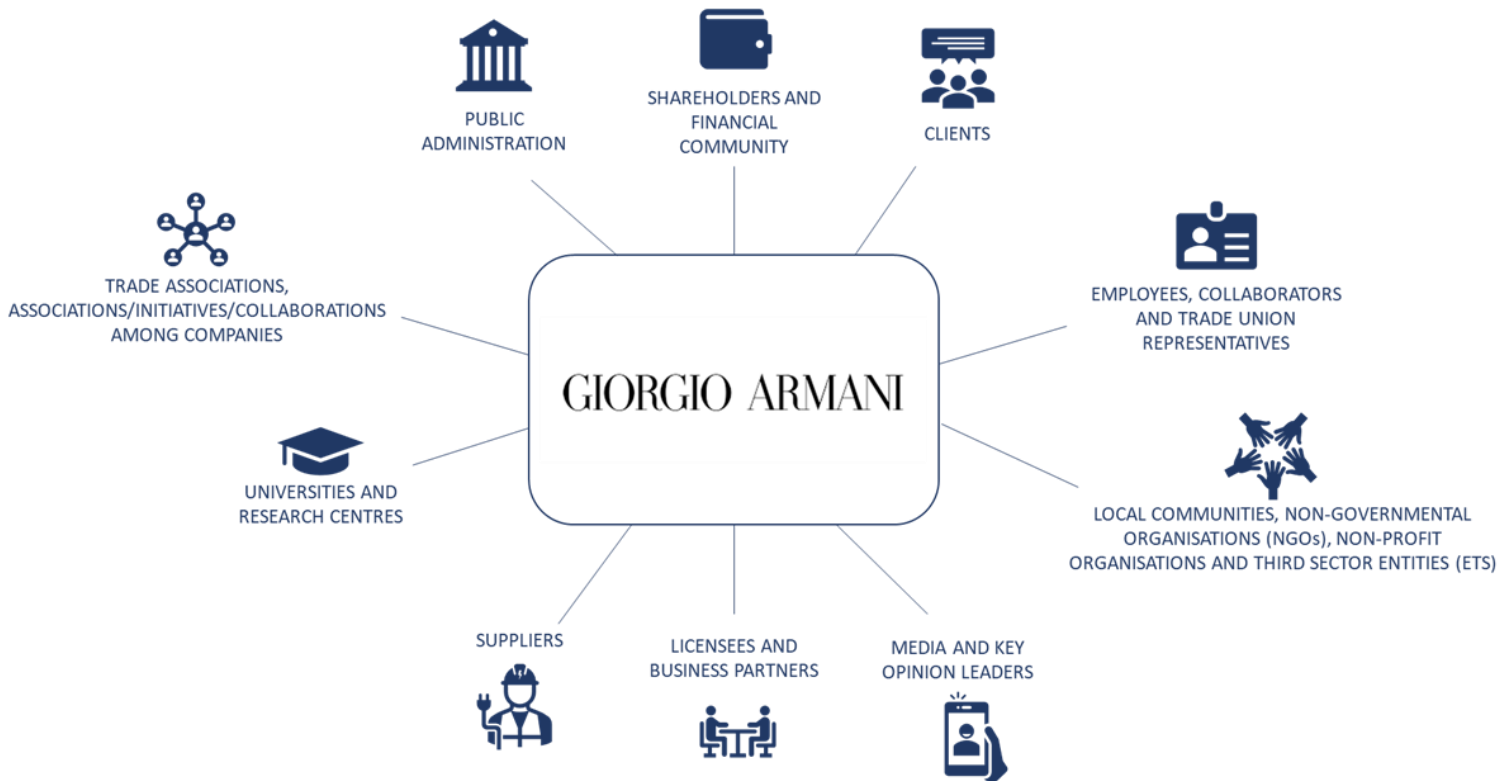 PUBLIC
ADMINISTRATION
SHAREHOLDERS AND
FINANCIAL
COMMUNITY
CLIENTS
TRADE ASSOCIATIONS,
ASSOCIATIONS/INITIATIVES/COLLABORATIONS
AMONG COMPANIES
EMPLOYEES, COLLABORATORS
AND TRADE UNION
REPRESENTATIVES
GIORGIO ARMANI
UNIVERSITIES AND
RESEARCH CENTRES
LOCAL COMMUNITIES, NON-GOVERNMENTAL
ORGANISATIONS (NGOs), NON-PROFIT
ORGANISATIONS AND THIRD SECTOR ENTITIES (ETS)
SUPPLIERS
LICENSEES AND
BUSINESS PARTNERS
MEDIA AND KEY
OPINION LEADERS